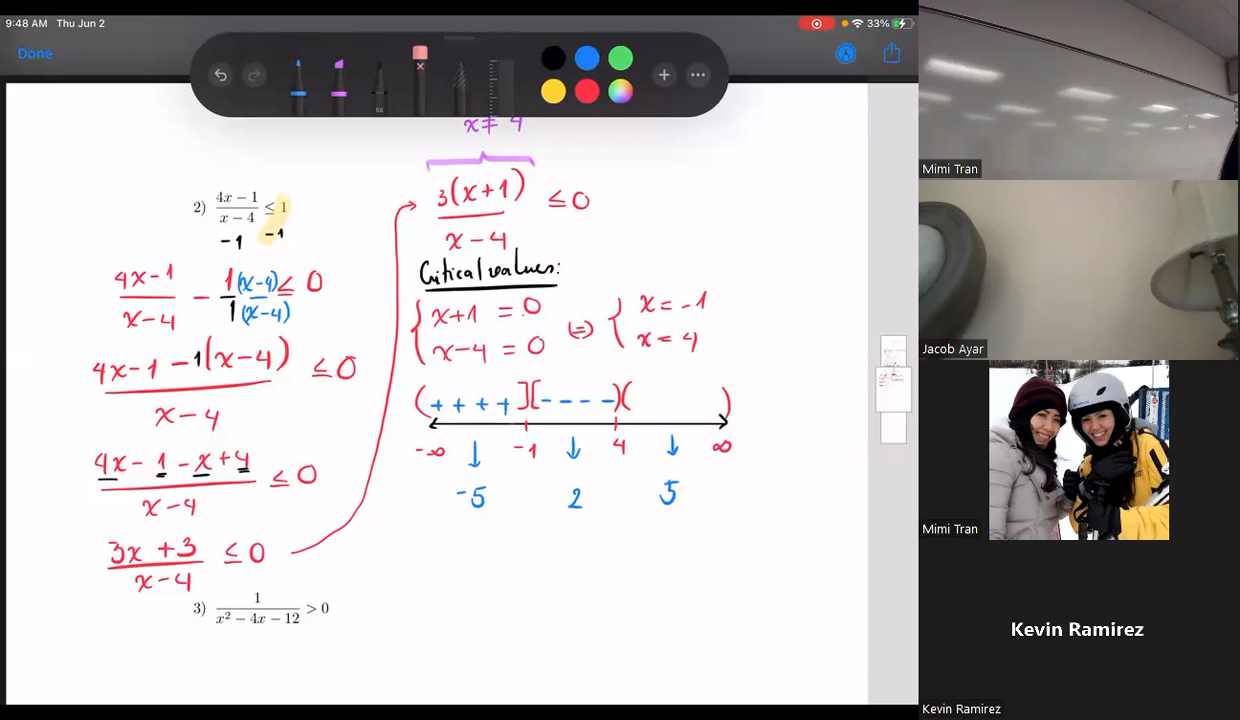 9:48 AM Thu Jun 2
33%
Done
5.0
x ≠ 4
2) (4x − 1)/(x − 4) ≤ 1
-1 -1
(4x-1)/(x-4) - 1(x-4)/1(x-4) ≤ 0
(4x-1-1(x-4))/(x-4) ≤ 0
(4x-1-x+4)/(x-4) ≤ 0
(3x+3)/(x-4) ≤ 0
3(x+1)/(x-4) ≤ 0
Critical values:
{ x+1 = 0 (=) { x = -1
x-4 = 0 x = 4
( + + + + ][ - - - - )( )
-∞ -1 4 ∞
↓ ↓ ↓
-5 2 5
3) 1/(x² − 4x − 12) > 0
Mimi Tran
Jacob Ayar
Mimi Tran
Kevin Ramirez
Kevin Ramirez